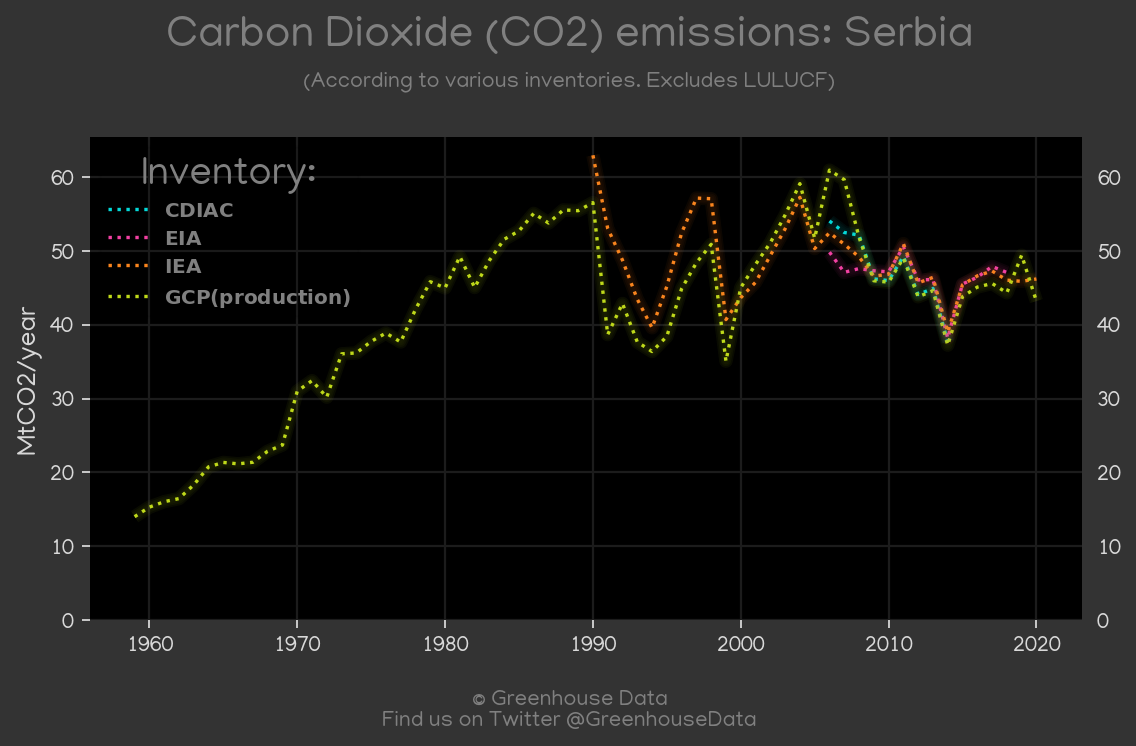 Carbon Dioxide (CO2) emissions: Serbia
(According to various inventories. Excludes LULUCF)
Inventory:
CDIAC
EIA
IEA
GCP(production)
MtCO2/year
60
50
40
30
20
10
0
60
50
40
30
20
10
0
1960 1970 1980 1990 2000 2010 2020
© Greenhouse Data
Find us on Twitter @GreenhouseData